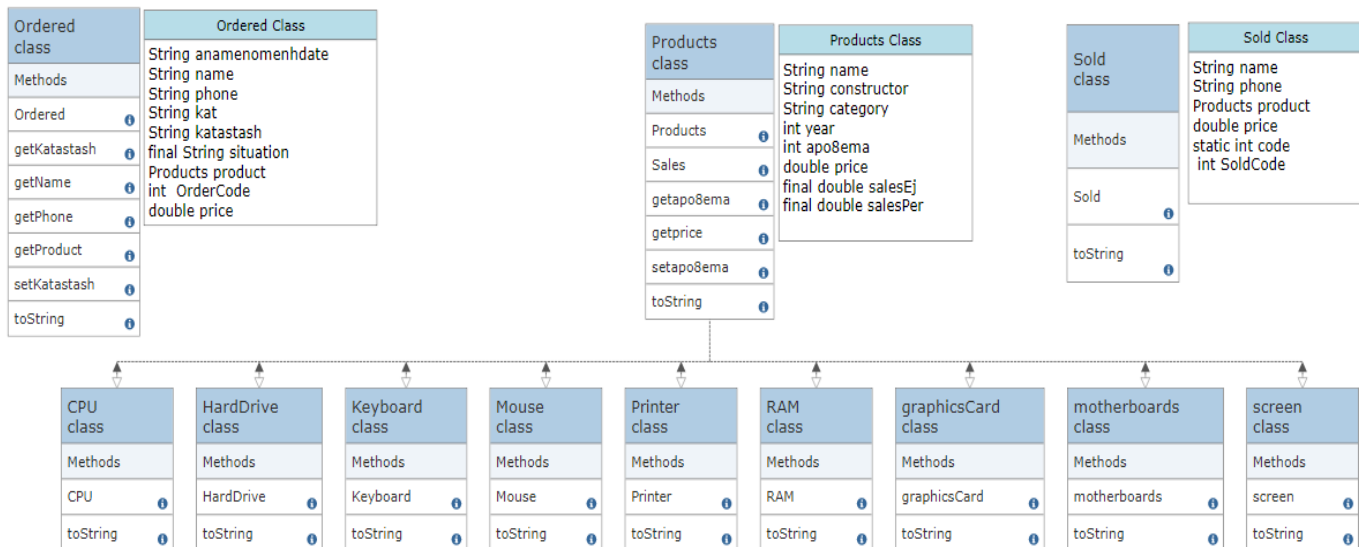 Ordered
class
Methods
Ordered
getKatastash
getName
getPhone
getProduct
setKatastash
toString
Ordered Class
String anamenomenhdate
String name
String phone
String kat
String katastash
final String situation
Products product
int OrderCode
double price
Products
class
Methods
Products
Sales
getapo8ema
getprice
setapo8ema
toString
Products Class
String name
String constructor
String category
int year
int apo8ema
double price
final double salesEj
final double salesPer
Sold
class
Methods
Sold
toString
Sold Class
String name
String phone
Products product
double price
static int code
int SoldCode
CPU
class
Methods
CPU
toString
HardDrive
class
Methods
HardDrive
toString
Keyboard
class
Methods
Keyboard
toString
Mouse
class
Methods
Mouse
toString
Printer
class
Methods
Printer
toString
RAM
class
Methods
RAM
toString
graphicsCard
class
Methods
graphicsCard
toString
motherboards
class
Methods
motherboards
toString
screen
class
Methods
screen
toString